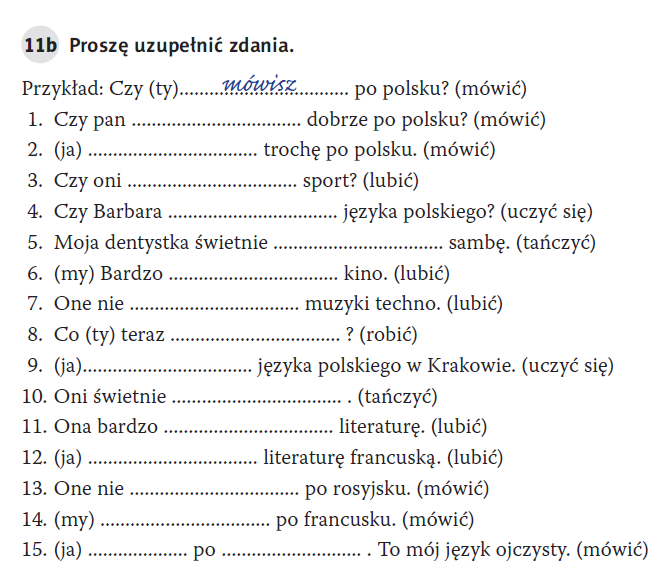 11b Proszę uzupełnić zdania.
Przykład: Czy (ty)..........mówisz.......... po polsku? (mówić)
1. Czy pan .................................. dobrze po polsku? (mówić)
2. (ja) .................................. trochę po polsku. (mówić)
3. Czy oni .................................. sport? (lubić)
4. Czy Barbara .................................. języka polskiego? (uczyć się)
5. Moja dentystka świetnie .................................. sambę. (tańczyć)
6. (my) Bardzo .................................. kino. (lubić)
7. One nie .................................. muzyki techno. (lubić)
8. Co (ty) teraz .................................. ? (robić)
9. (ja).................................. języka polskiego w Krakowie. (uczyć się)
10. Oni świetnie .................................. . (tańczyć)
11. Ona bardzo .................................. literaturę. (lubić)
12. (ja) .................................. literaturę francuską. (lubić)
13. One nie .................................. po rosyjsku. (mówić)
14. (my) .................................. po francusku. (mówić)
15. (ja) .................... po ............................ . To mój język ojczysty. (mówić)